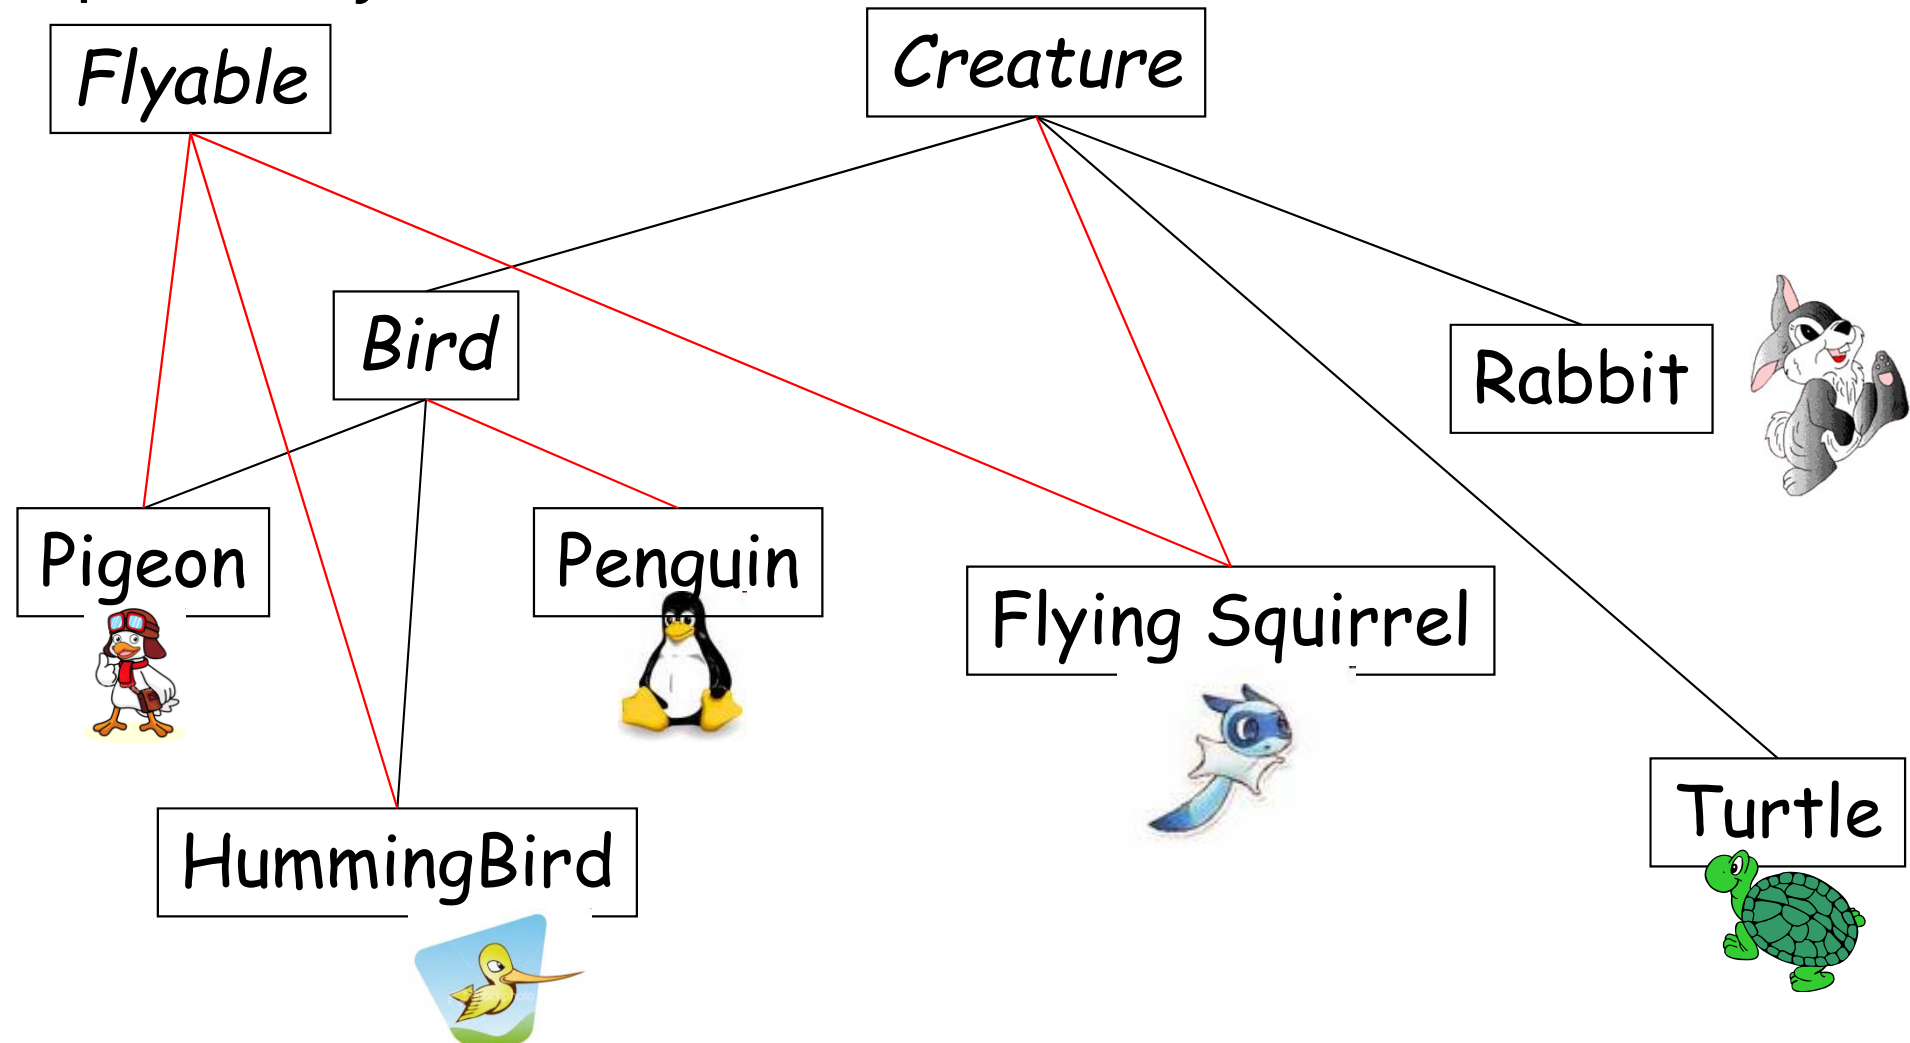 Flyable
Creature
Bird
Rabbit
Pigeon
Penguin
Flying Squirrel
Turtle
HummingBird